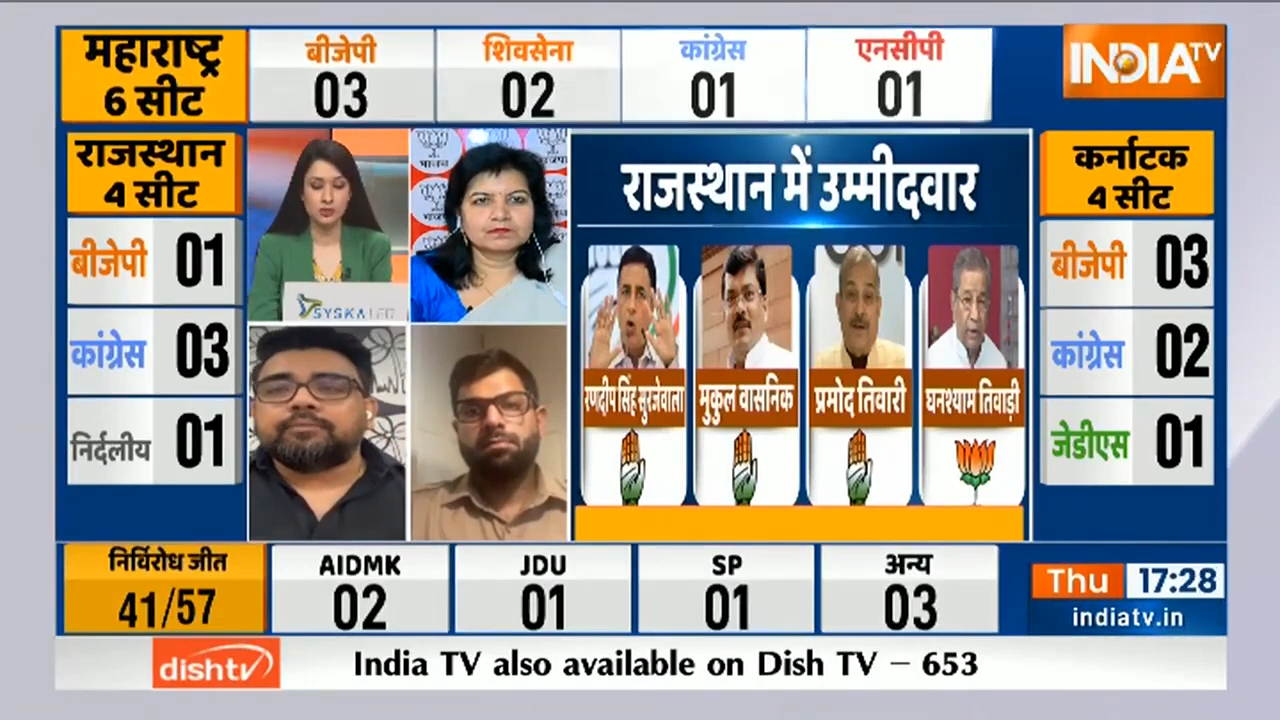 महाराष्ट्र
6 सीट
बीजेपी
03
शिवसेना
02
कांग्रेस
01
एनसीपी
01
INDIA TV
राजस्थान
4 सीट
बीजेपी 01
कांग्रेस 03
निर्दलीय 01
SYSKA LED
राजस्थान में उम्मीदवार
रणदीप सिंह सुरजेवाला
मुकुल वासनिक
प्रमोद तिवारी
घनश्याम तिवाड़ी
कर्नाटक
4 सीट
बीजेपी 03
कांग्रेस 02
जेडीएस 01
निर्विरोध जीत
41/57
AIDMK
02
JDU
01
SP
01
अन्य
03
Thu 17:28
indiatv.in
dishtv
India TV also available on Dish TV – 653